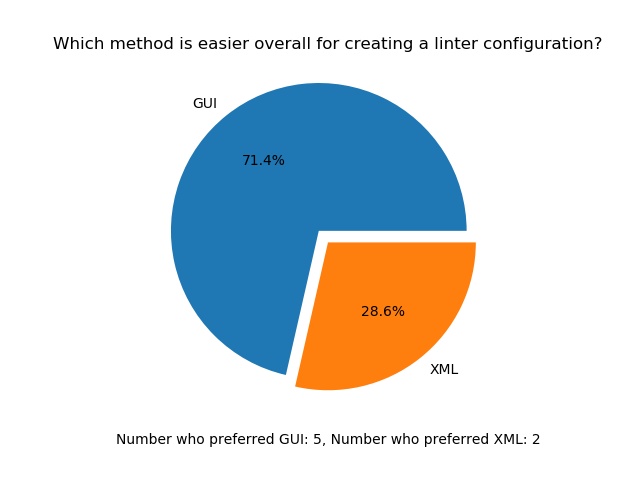 Which method is easier overall for creating a linter configuration?
GUI
71.4%
28.6%
XML
Number who preferred GUI: 5, Number who preferred XML: 2